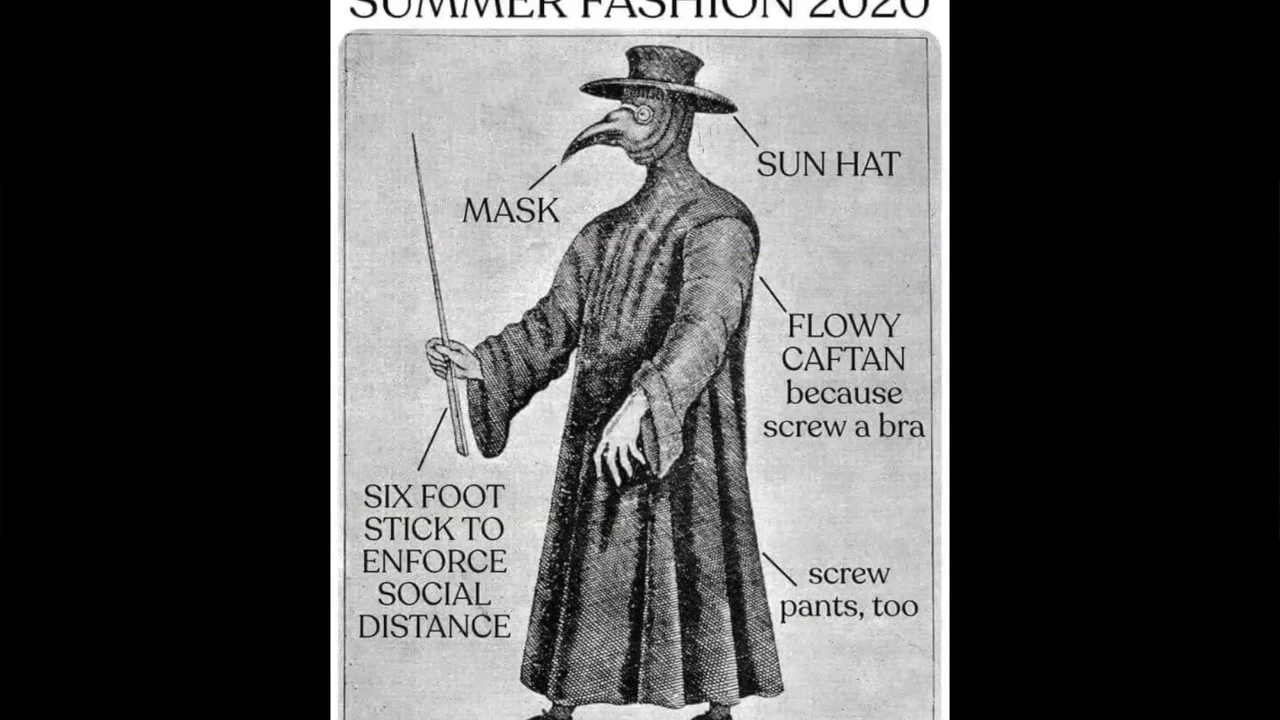 SUMMER FASHION 2020
SUN HAT
MASK
FLOWY
CAFTAN
because
screw a bra
SIX FOOT
STICK TO
ENFORCE
SOCIAL
DISTANCE
screw
pants, too